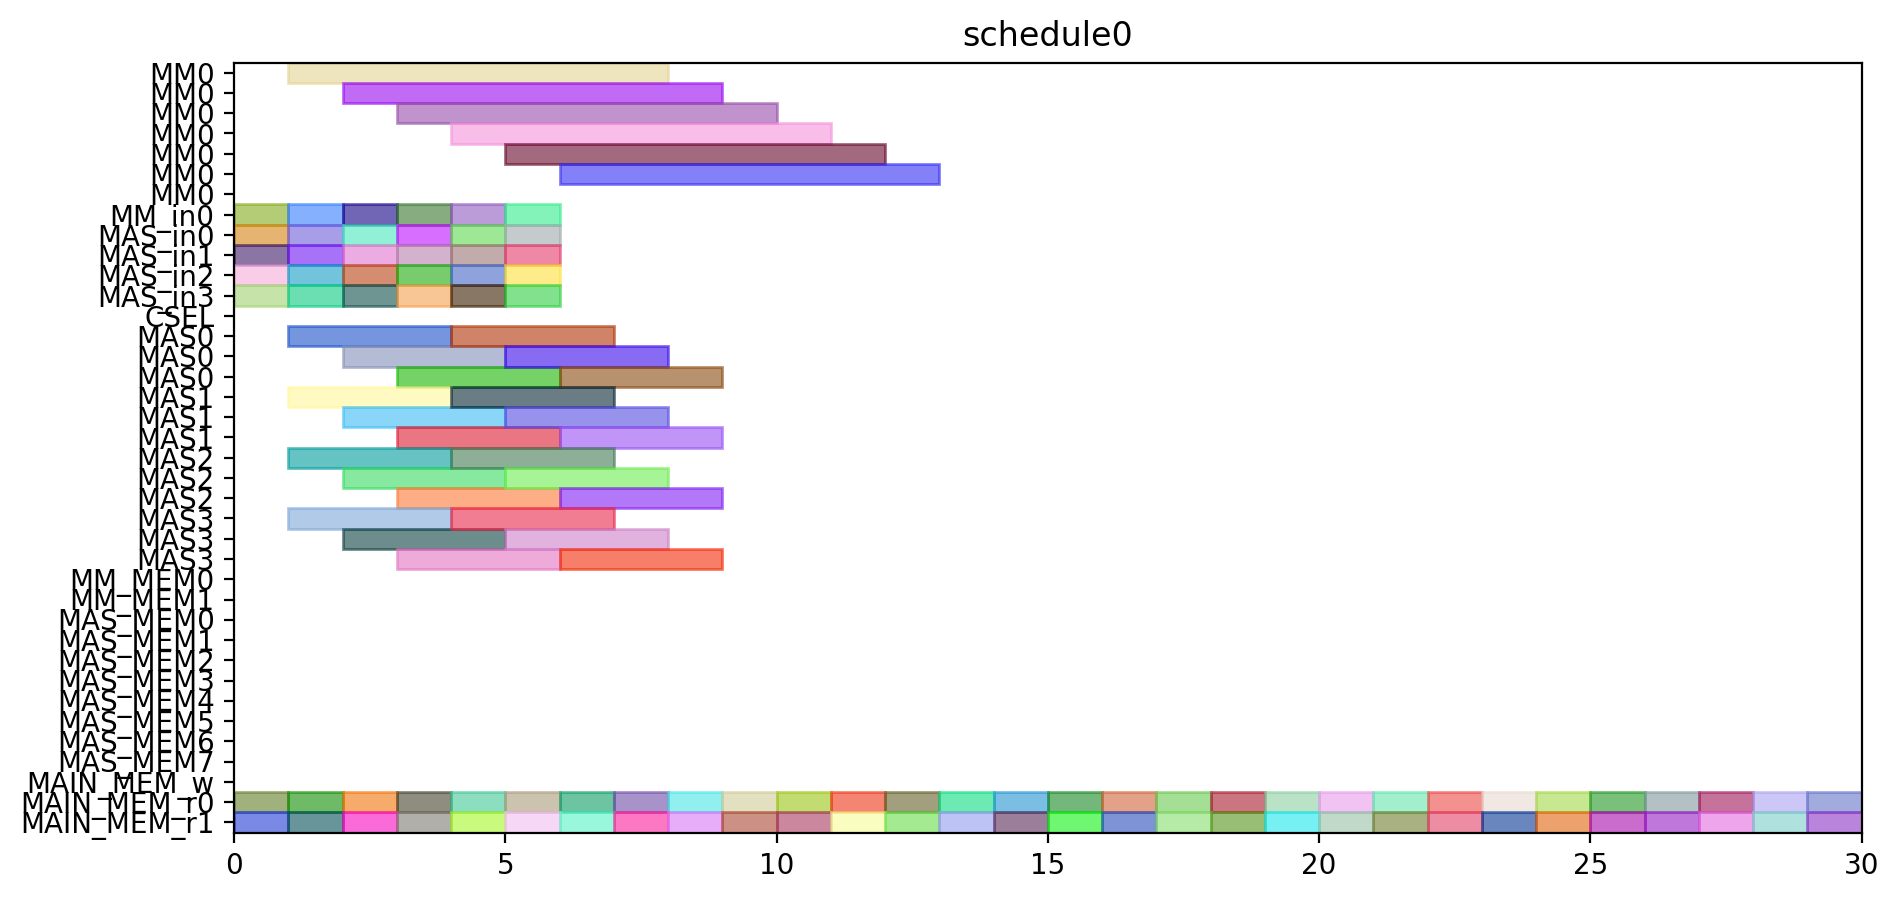 schedule0
MM0
MM0
MM0
MM0
MM0
MM0
MM0
MM_in0
MAS_in0
MAS_in1
MAS_in2
MAS_in3
CSEL
MAS0
MAS0
MAS0
MAS1
MAS1
MAS1
MAS2
MAS2
MAS2
MAS3
MAS3
MAS3
MM_MEM0
MM_MEM1
MAS_MEM0
MAS_MEM1
MAS_MEM2
MAS_MEM3
MAS_MEM4
MAS_MEM5
MAS_MEM6
MAS_MEM7
MAIN_MEM_w
MAIN_MEM_r0
MAIN_MEM_r1
0 5 10 15 20 25 30